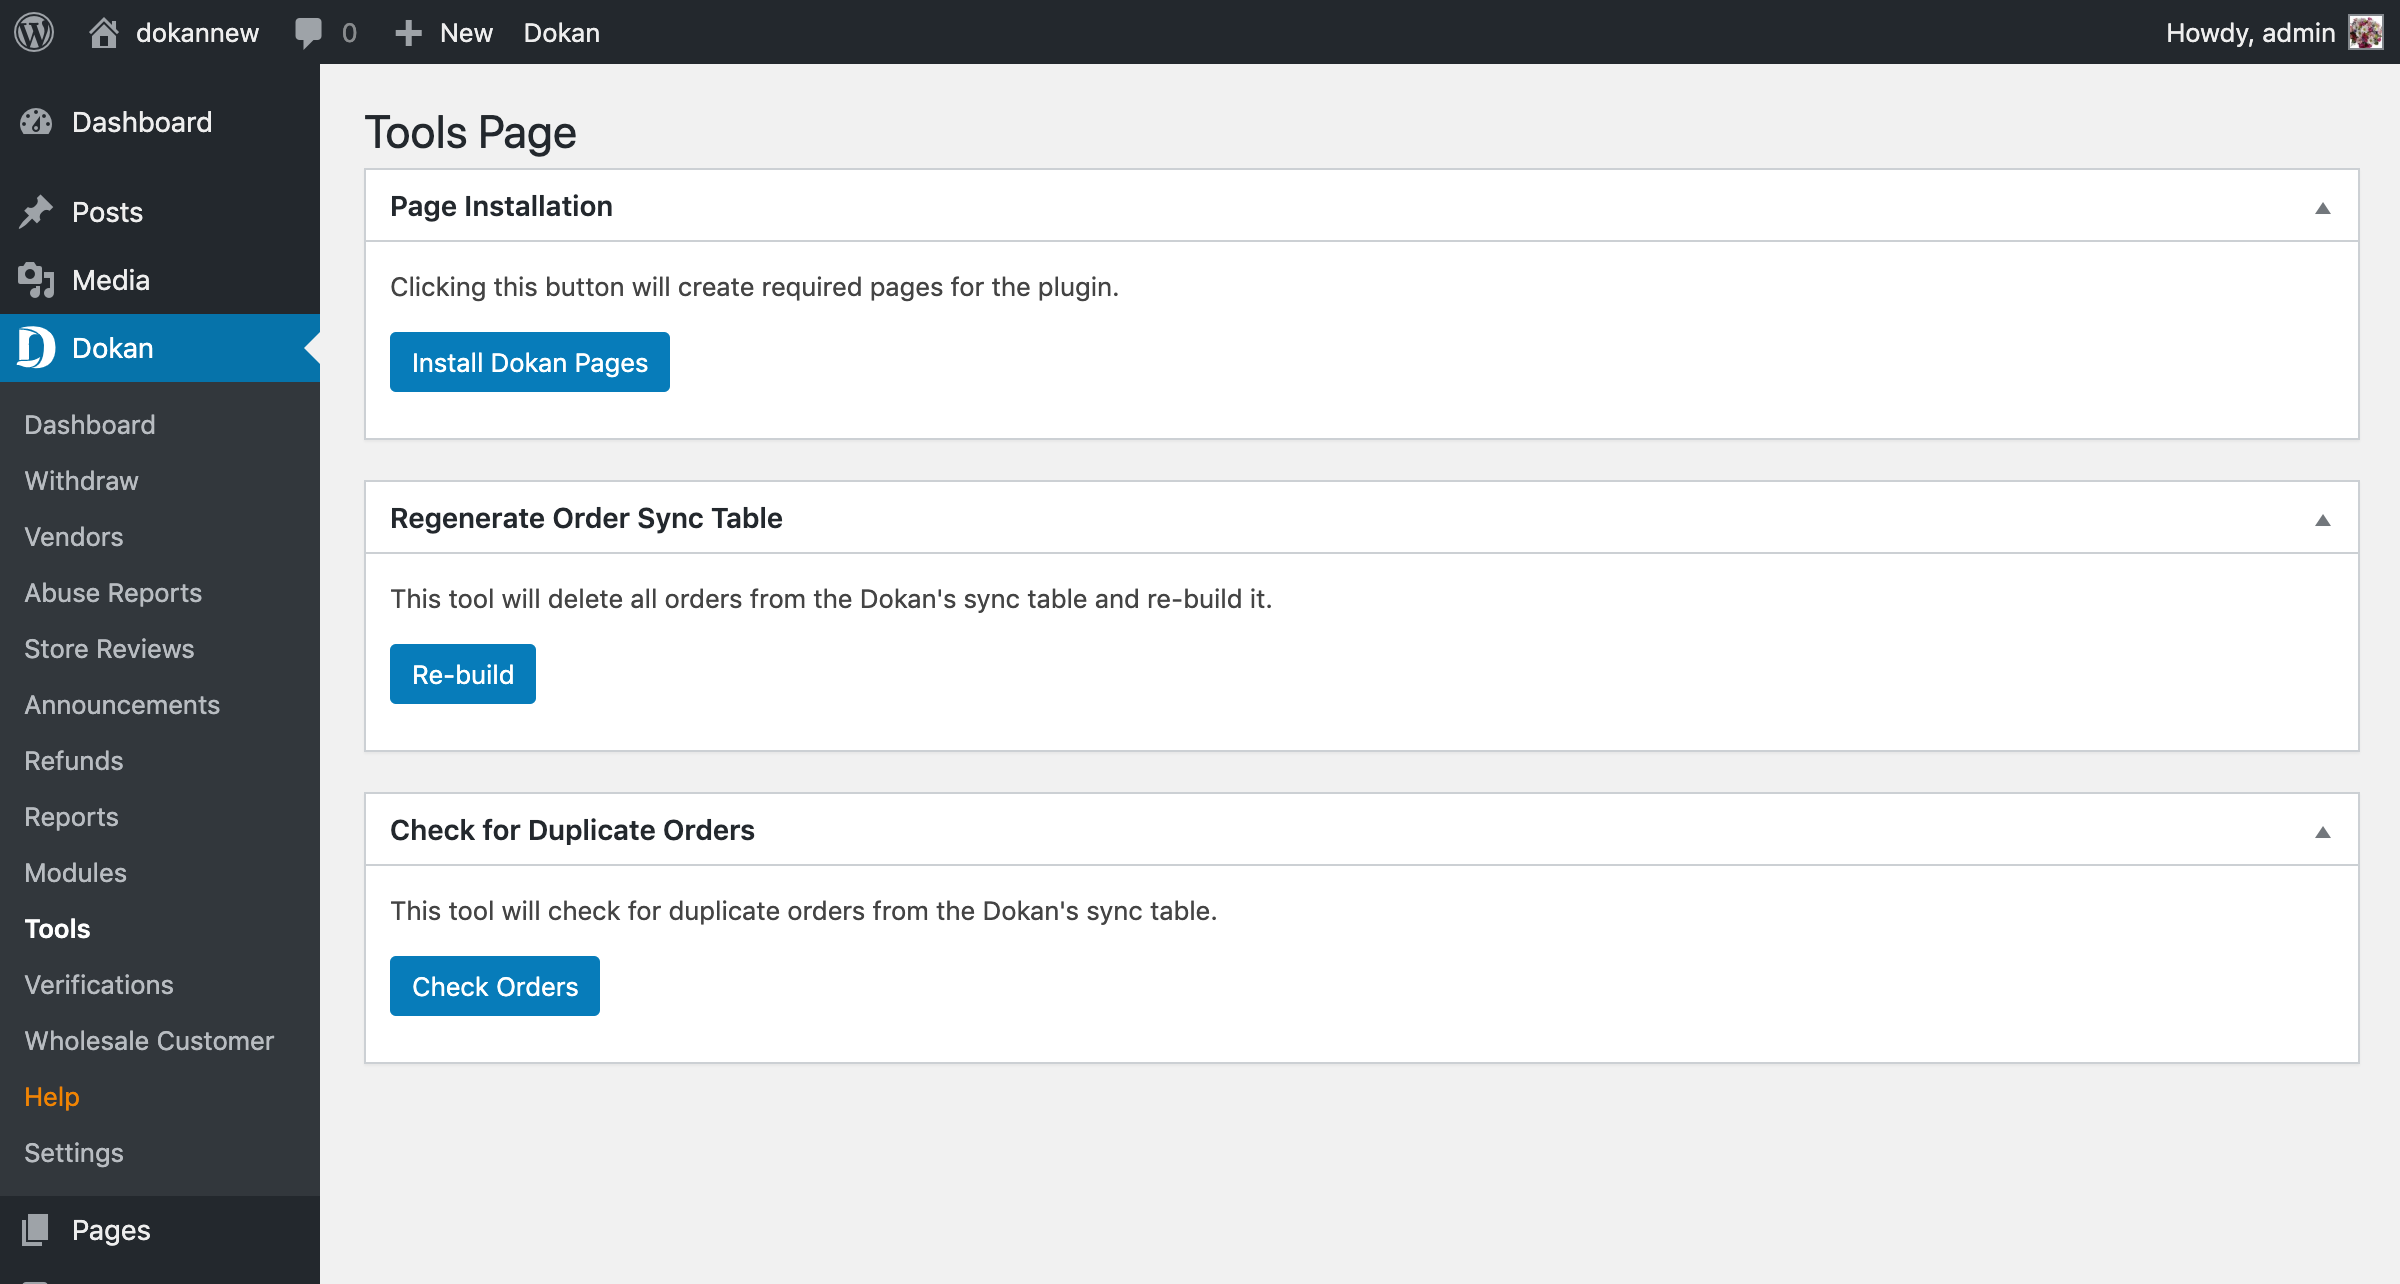 dokannew
0
New
Dokan
Howdy, admin
Dashboard
Posts
Media
Dokan
Dashboard
Withdraw
Vendors
Abuse Reports
Store Reviews
Announcements
Refunds
Reports
Modules
Tools
Verifications
Wholesale Customer
Help
Settings
Pages
Tools Page
Page Installation
Clicking this button will create required pages for the plugin.
Install Dokan Pages
Regenerate Order Sync Table
This tool will delete all orders from the Dokan's sync table and re-build it.
Re-build
Check for Duplicate Orders
This tool will check for duplicate orders from the Dokan's sync table.
Check Orders